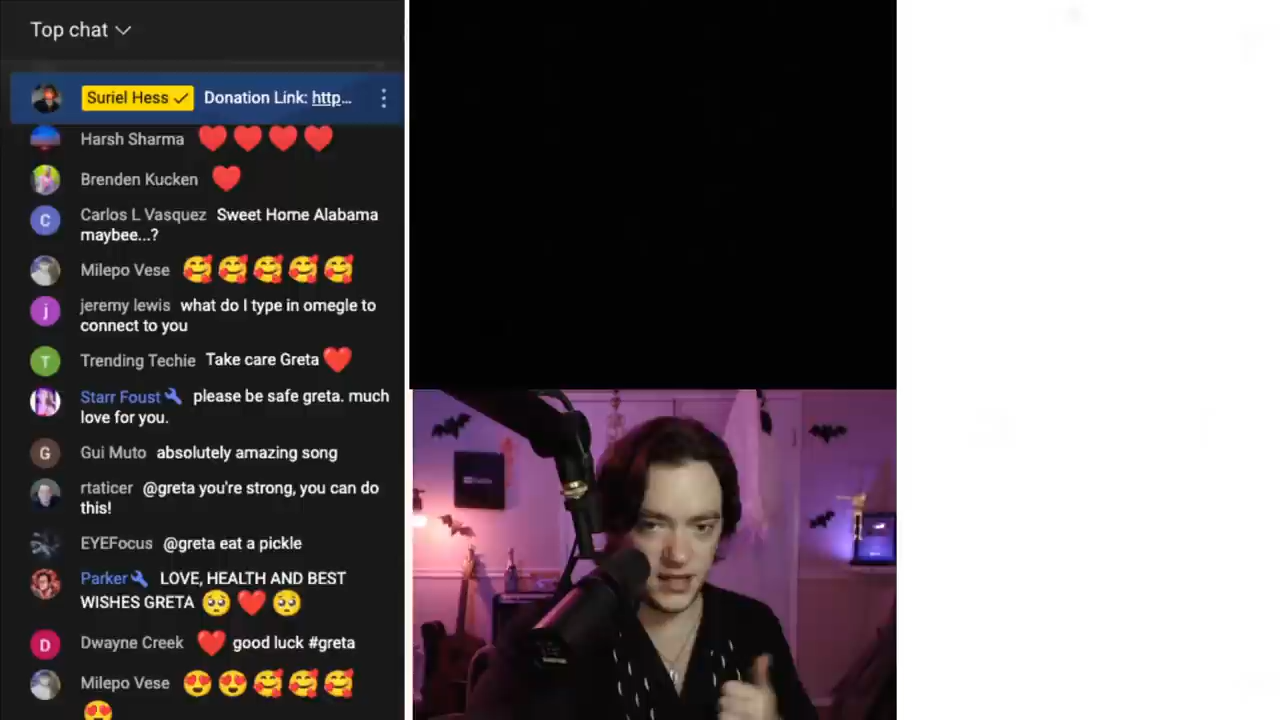 Top chat
Suriel Hess Donation Link: http...
Harsh Sharma
Brenden Kucken
Carlos L Vasquez Sweet Home Alabama
maybee...?
Milepo Vese
jeremy lewis what do I type in omegle to
connect to you
Trending Techie Take care Greta
Starr Foust please be safe greta. much
love for you.
Gui Muto absolutely amazing song
rtaticer @greta you're strong, you can do
this!
EYEFocus @greta eat a pickle
Parker LOVE, HEALTH AND BEST
WISHES GRETA
Dwayne Creek good luck #greta
Milepo Vese
C
j
T
G
D